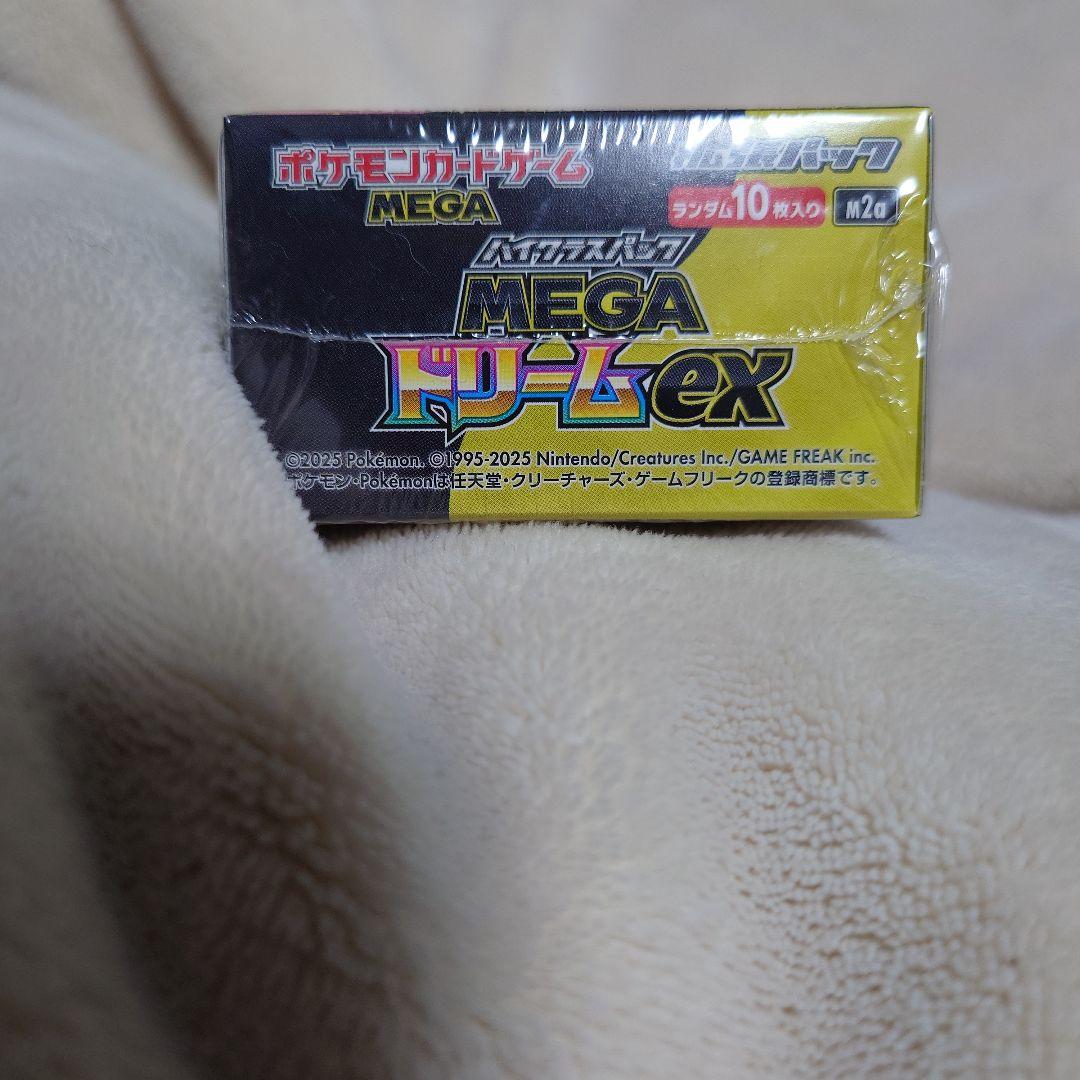 ポケモンカードゲーム
MEGA
拡張パック
ランダム10枚入り
M2a
ハイクラスパック
MEGA
ドリームex
©2025 Pokémon. ©1995-2025 Nintendo/Creatures Inc./GAME FREAK inc.
ポケモン・Pokémonは任天堂・クリーチャーズ・ゲームフリークの登録商標です。